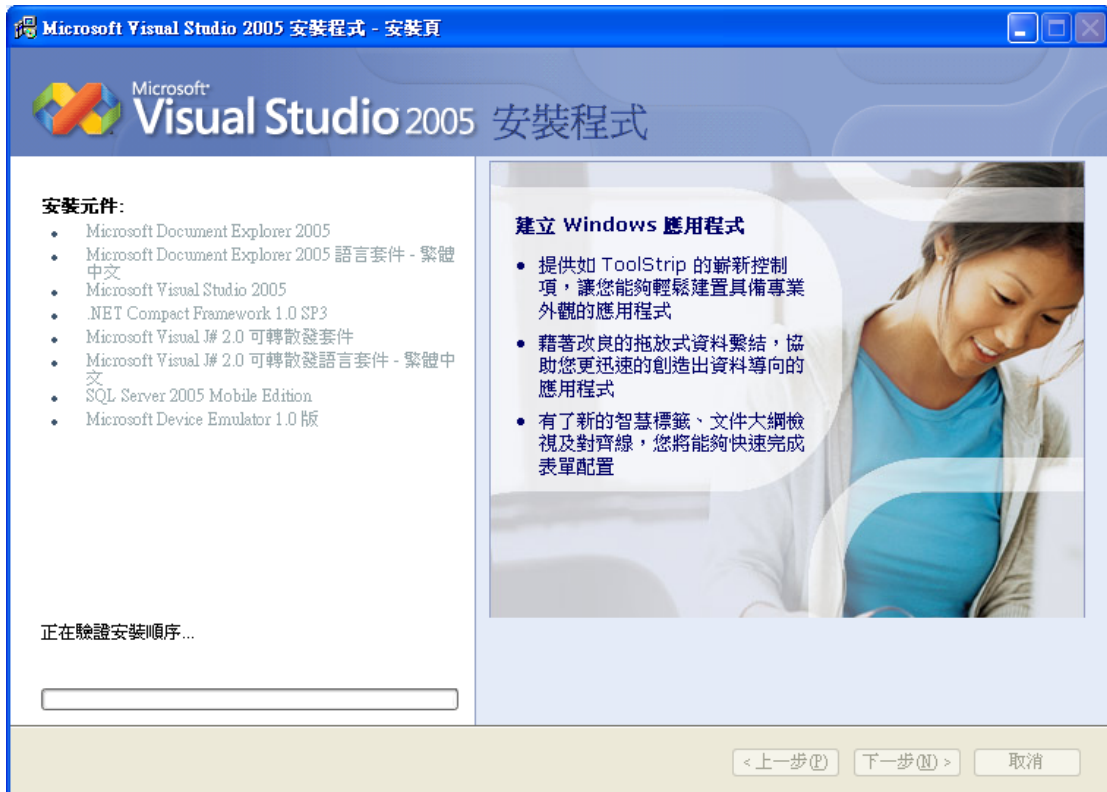 Microsoft Visual Studio 2005 安裝程式 - 安裝頁
Microsoft
Visual Studio 2005 安裝程式
安裝元件:
• Microsoft Document Explorer 2005
• Microsoft Document Explorer 2005 語言套件 - 繁體
中文
• Microsoft Visual Studio 2005
• .NET Compact Framework 1.0 SP3
• Microsoft Visual J# 2.0 可轉散發套件
• Microsoft Visual J# 2.0 可轉散發語言套件 - 繁體中
文
• SQL Server 2005 Mobile Edition
• Microsoft Device Emulator 1.0 版
正在驗證安裝順序...
建立 Windows 應用程式
• 提供如 ToolStrip 的嶄新控制
項，讓您能夠輕鬆建置具備專業
外觀的應用程式
• 藉著改良的拖放式資料繫結，協
助您更迅速的創造出資料導向的
應用程式
• 有了新的智慧標籤、文件大綱檢
視及對齊線，您將能夠快速完成
表單配置
< 上一步(P)
下一步(N) >
取消